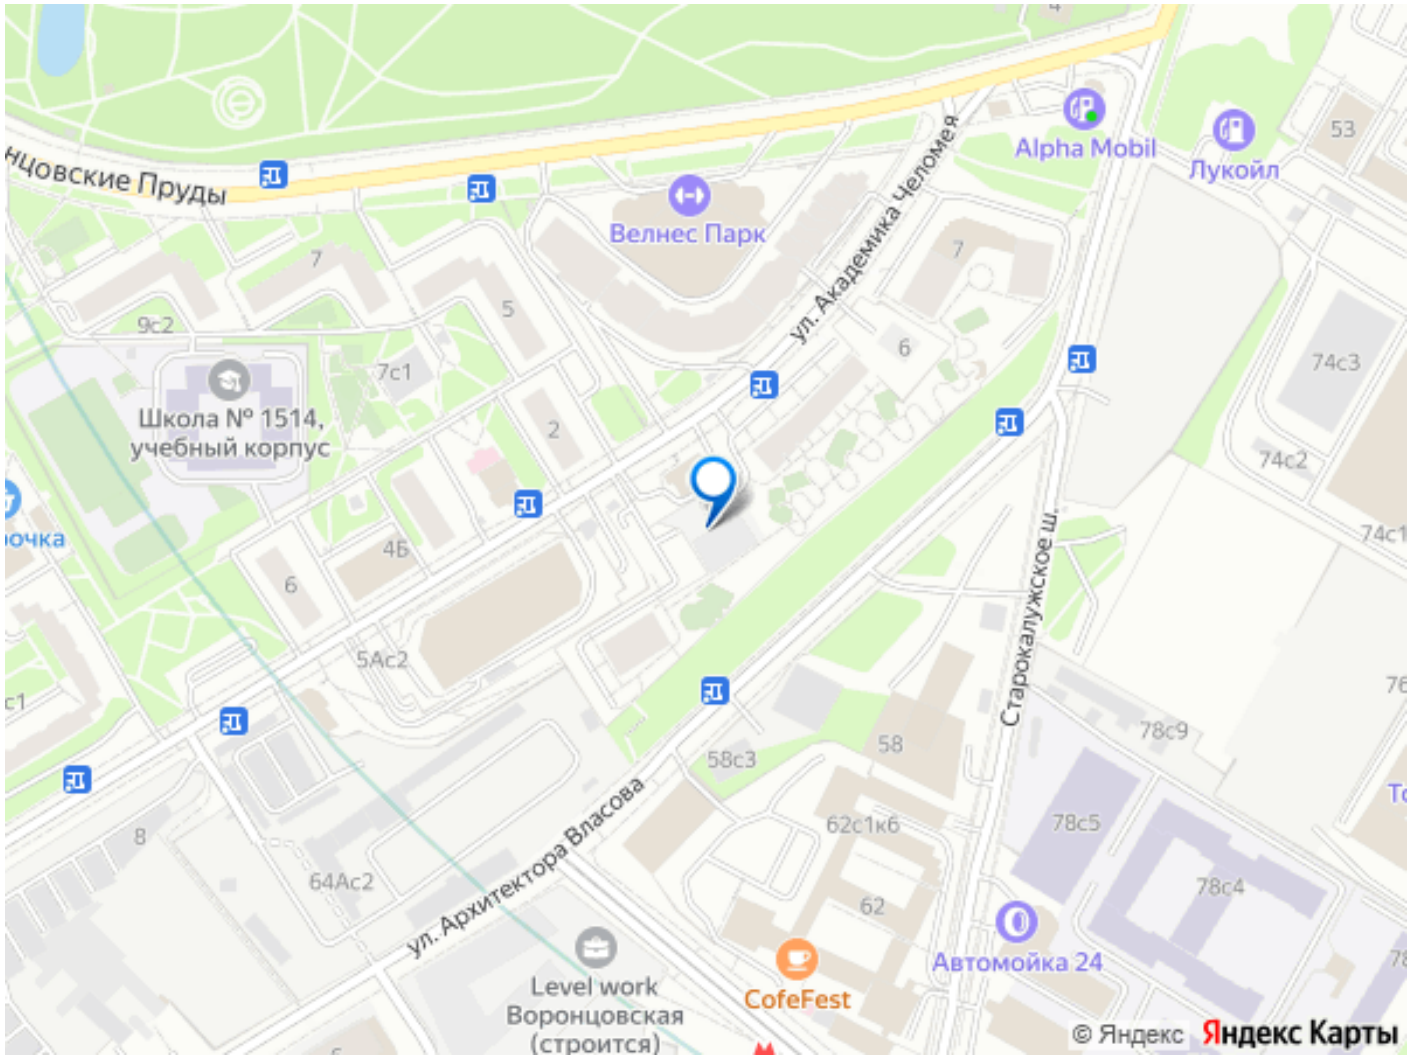 4
53
Alpha Mobil
Лукойл
нцовские Пруды
Велнес Парк
ул. Академика Челомея
7
7
9с2
5
6
74с3
7с1
Школа № 1514,
учебный корпус
2
74с2
очка
4Б
74с1
6
Старокалужское ш.
5Ас2
с1
76
78с9
58
58с3
8
ул. Архитектора Власова
62с1к6
78с5
64Ас2
78с4
62
Автомойка 24
78
Level work
Воронцовская
(строится)
CofeFest
© Яндекс Яндекс Карты